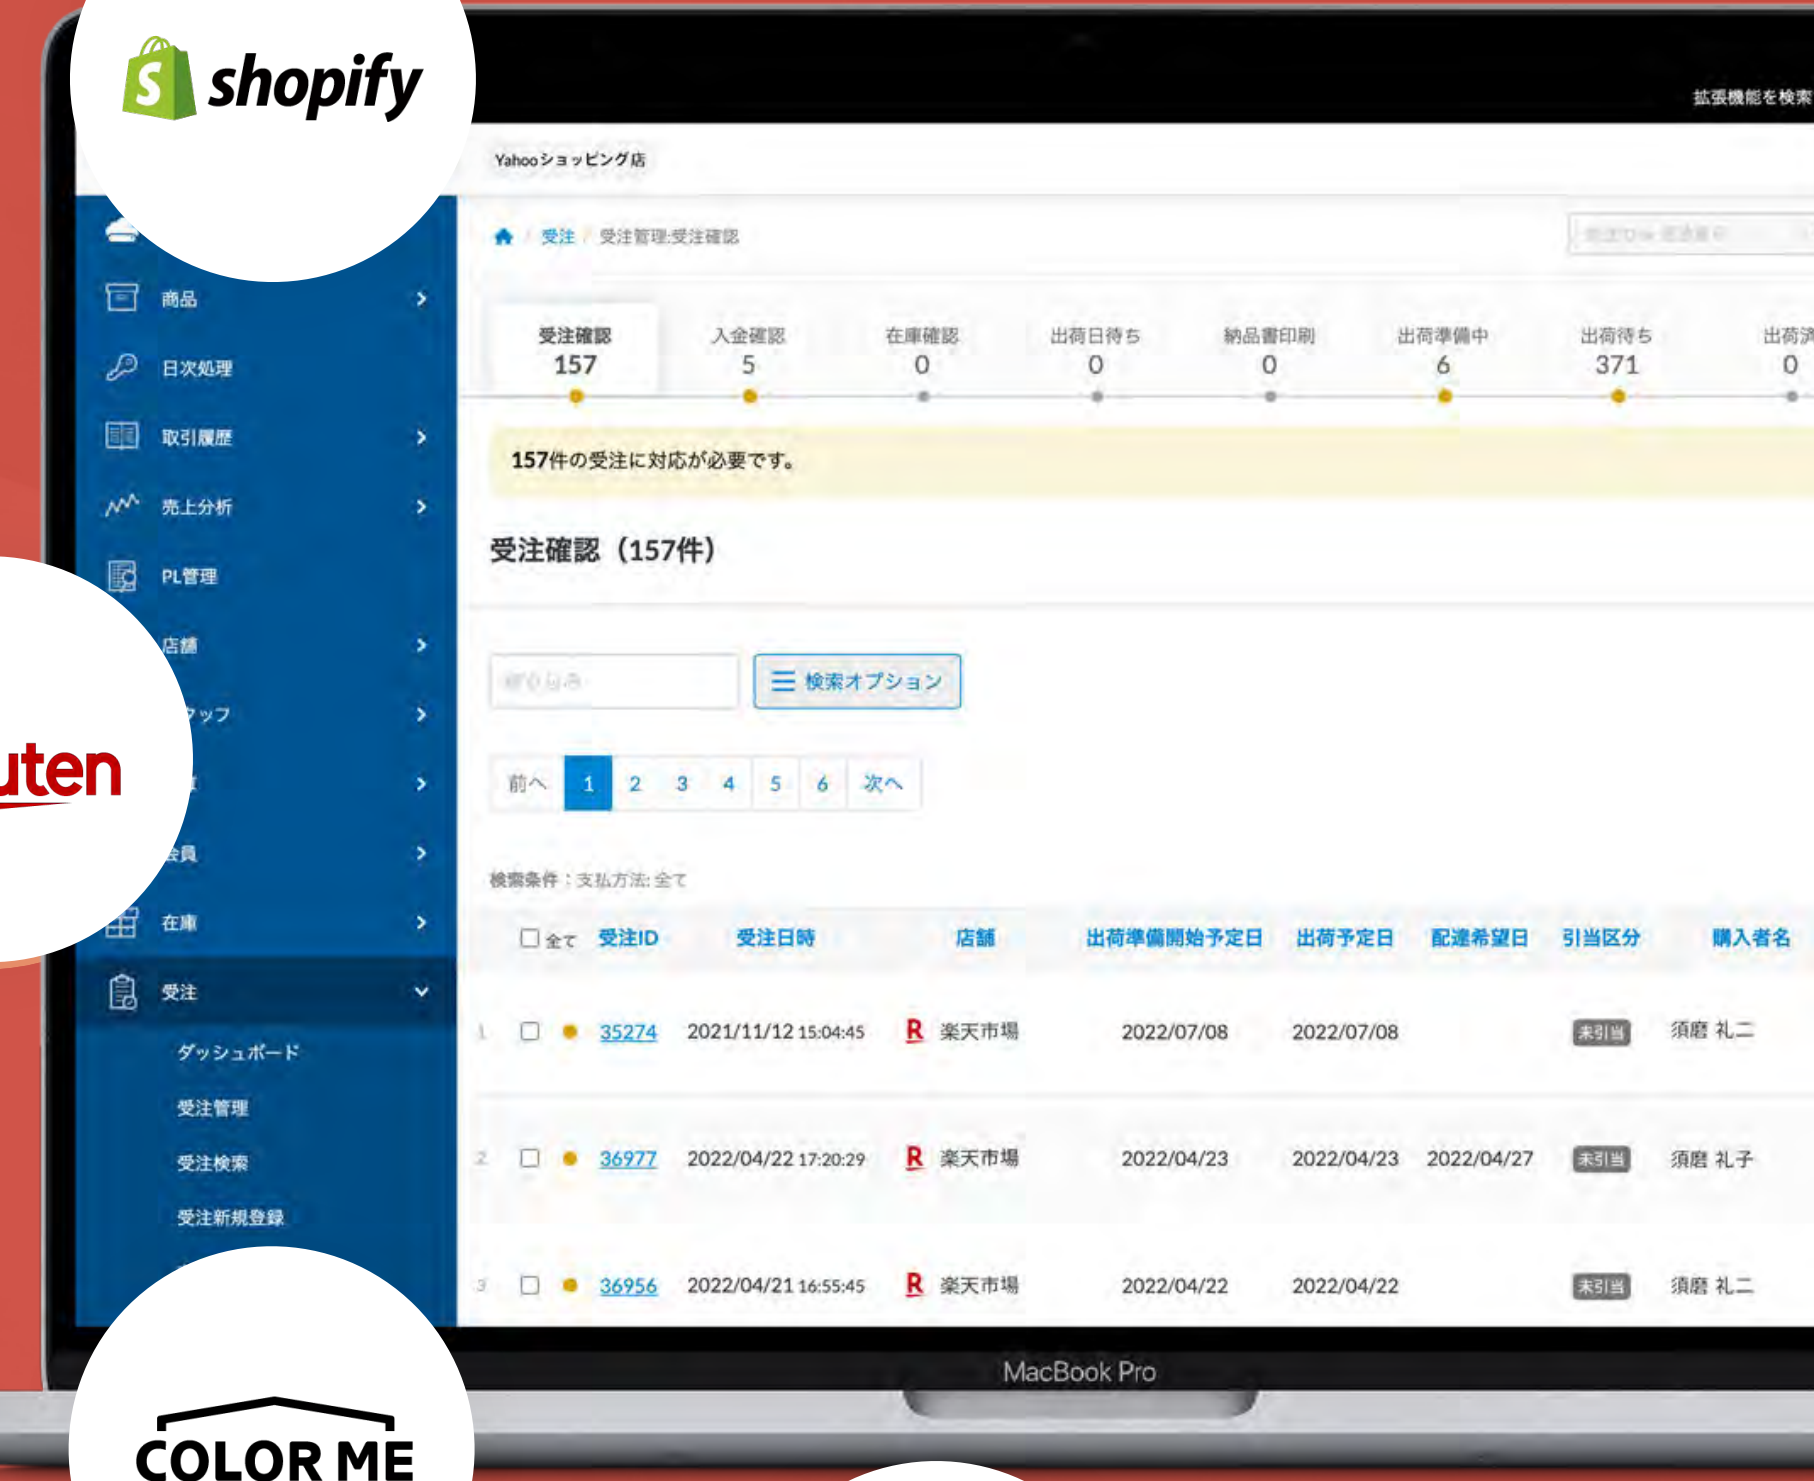 shopify
拡張機能を検索
Yahooショッピング店
受注 / 受注管理:受注確認
商品
日次処理
取引履歴
売上分析
PL管理
店舗
タッフ
会員
在庫
受注
ダッシュボード
受注管理
受注検索
受注新規登録
uten
受注確認 入金確認 在庫確認 出荷日待ち 納品書印刷 出荷準備中 出荷待ち 出荷済
157 5 0 0 0 6 371 0
157件の受注に対応が必要です。
受注確認（157件）
検索オプション
前へ 1 2 3 4 5 6 次へ
検索条件：支払方法: 全て
全て 受注ID 受注日時 店舗 出荷準備開始予定日 出荷予定日 配達希望日 引当区分 購入者名
1 35274 2021/11/12 15:04:45 R 楽天市場 2022/07/08 2022/07/08 未引当 須磨 礼二
2 36977 2022/04/22 17:20:29 R 楽天市場 2022/04/23 2022/04/23 2022/04/27 未引当 須磨 礼子
3 36956 2022/04/21 16:55:45 R 楽天市場 2022/04/22 2022/04/22 未引当 須磨 礼二
MacBook Pro
COLOR ME